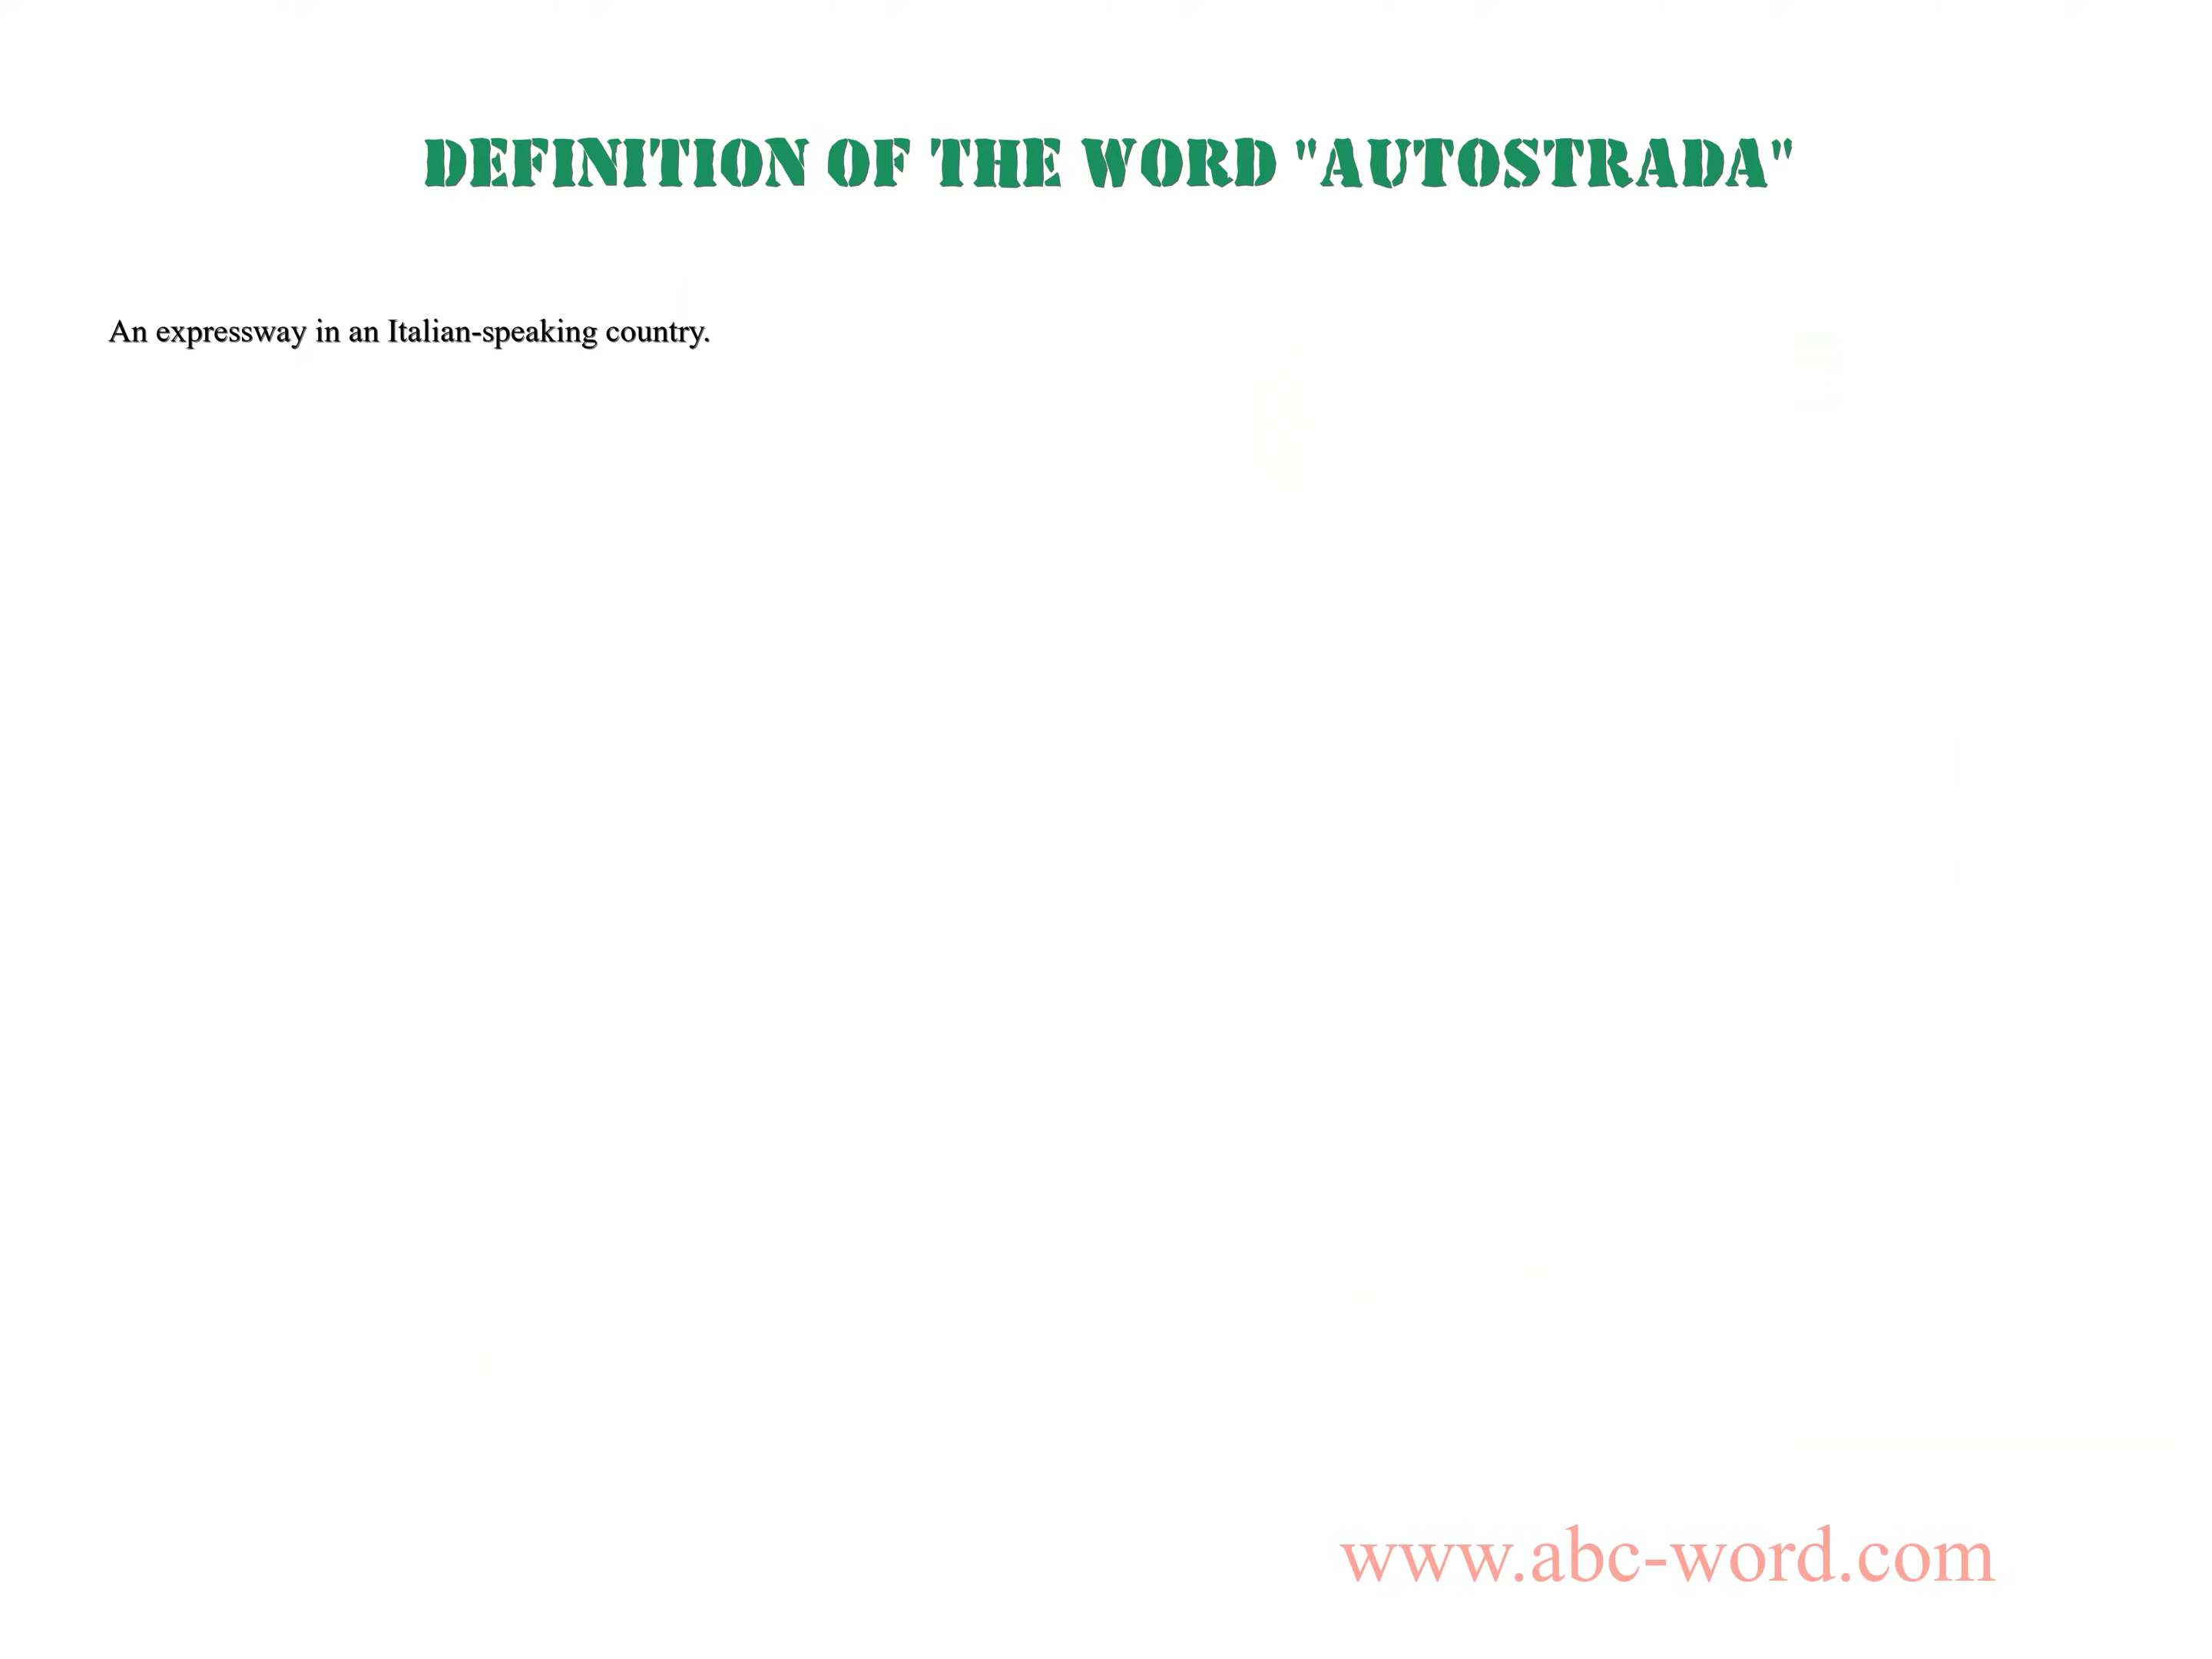 DEFINITION OF THE WORD "AUTOSTRADA"
An expressway in an Italian-speaking country.
www.abc-word.com